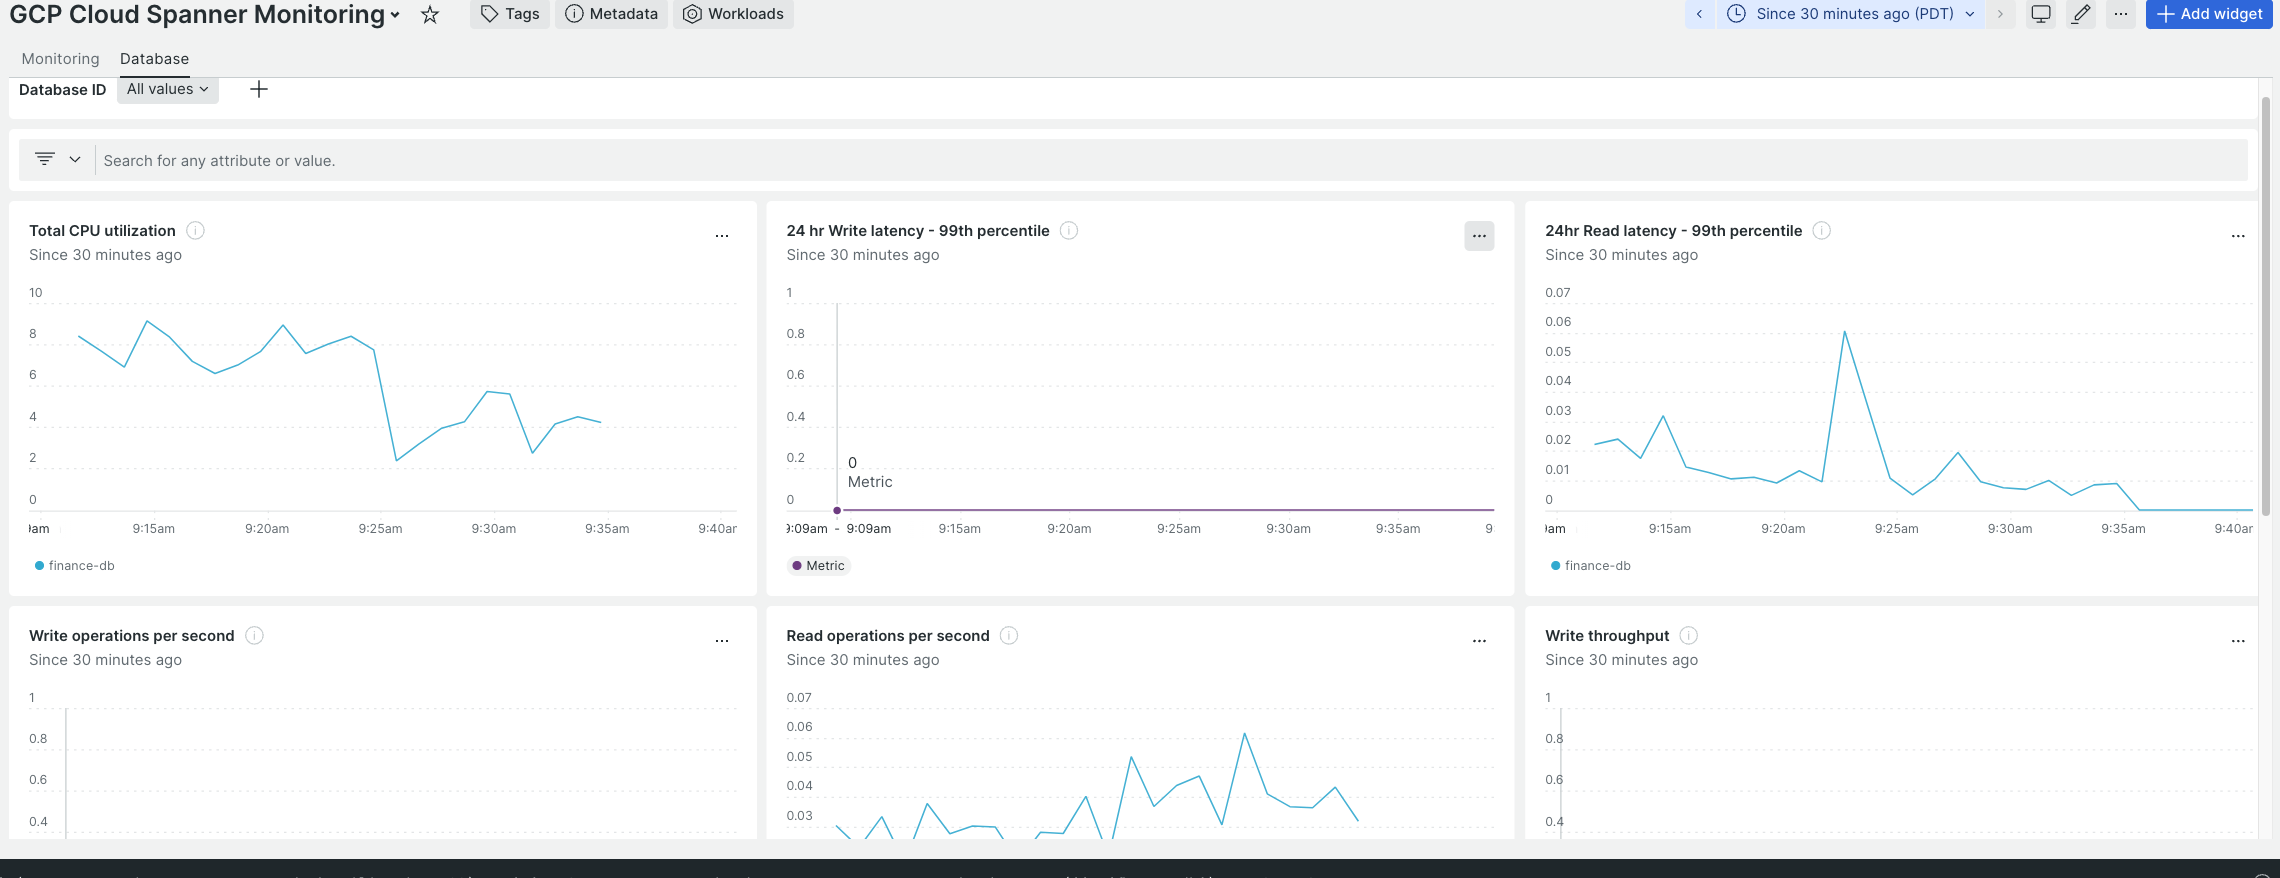 GCP Cloud Spanner Monitoring
Tags
Metadata
Workloads
Since 30 minutes ago (PDT)
Add widget
Monitoring
Database
Database ID
All values
Search for any attribute or value.
Total CPU utilization
Since 30 minutes ago
10
8
6
4
2
0
9:15am
9:20am
9:25am
9:30am
9:35am
finance-db
24 hr Write latency - 99th percentile
Since 30 minutes ago
1
0.8
0.6
0.4
0.2
0
0
Metric
9:09am - 9:09am
9:15am
9:20am
9:25am
9:30am
9:35am
9
Metric
24hr Read latency - 99th percentile
Since 30 minutes ago
0.07
0.06
0.05
0.04
0.03
0.02
0.01
0
9:15am
9:20am
9:25am
9:30am
9:35am
finance-db
Write operations per second
Since 30 minutes ago
1
0.8
0.6
0.4
Read operations per second
Since 30 minutes ago
0.07
0.06
0.05
0.04
0.03
Write throughput
Since 30 minutes ago
1
0.8
0.6
0.4